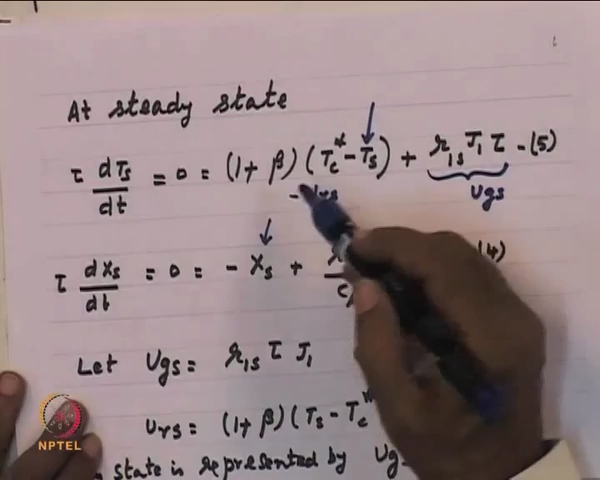 At steady state
τ dTs/dt = 0 = (1+ β)(Tc* - Ts) + r1s J1 τ -(5)
Ugs
τ dXs/dt = 0 = - Xs +
Let Ugs = r1s τ J1
Urs = (1+ β)(Ts - Tc*
state is represented by Ug
NPTEL